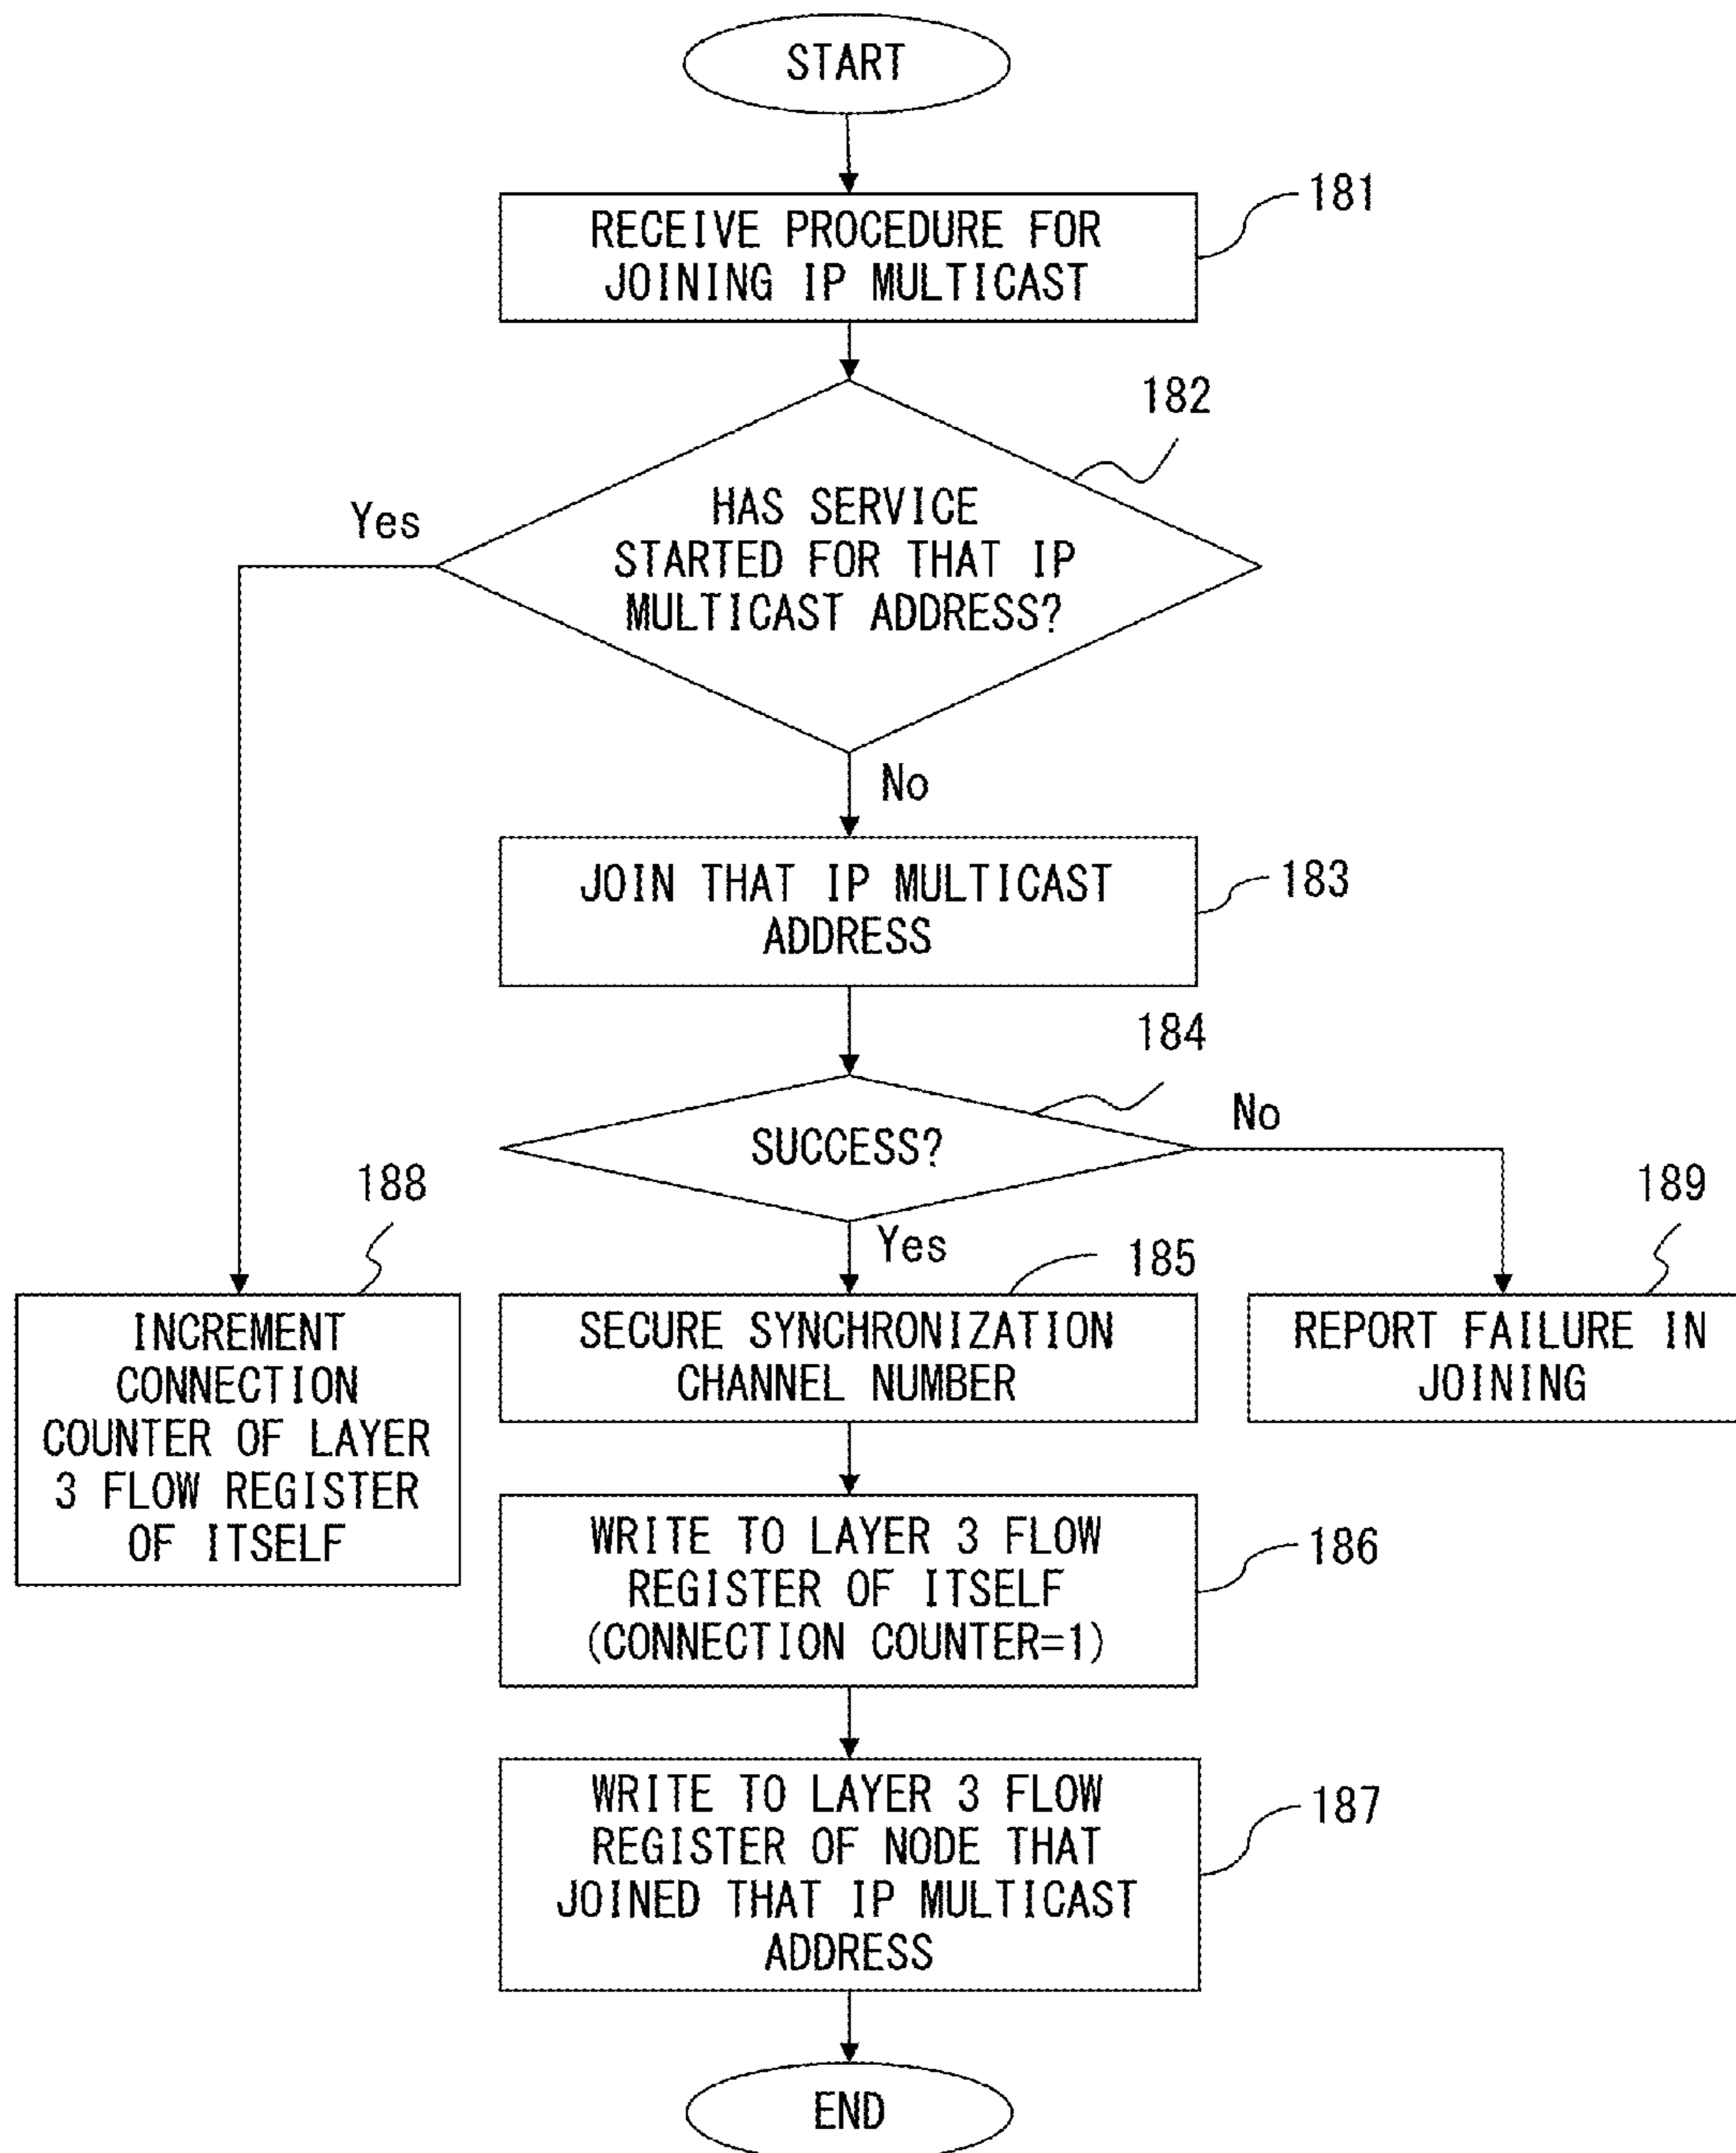 START
181
RECEIVE PROCEDURE FOR
JOINING IP MULTICAST
182
HAS SERVICE
STARTED FOR THAT IP
MULTICAST ADDRESS?
Yes
No
JOIN THAT IP MULTICAST
ADDRESS
183
184
SUCCESS?
No
Yes
188
INCREMENT
CONNECTION
COUNTER OF LAYER
3 FLOW REGISTER
OF ITSELF
185
SECURE SYNCHRONIZATION
CHANNEL NUMBER
189
REPORT FAILURE IN
JOINING
WRITE TO LAYER 3 FLOW
REGISTER OF ITSELF
(CONNECTION COUNTER=1)
186
WRITE TO LAYER 3 FLOW
REGISTER OF NODE THAT
JOINED THAT IP MULTICAST
ADDRESS
187
END